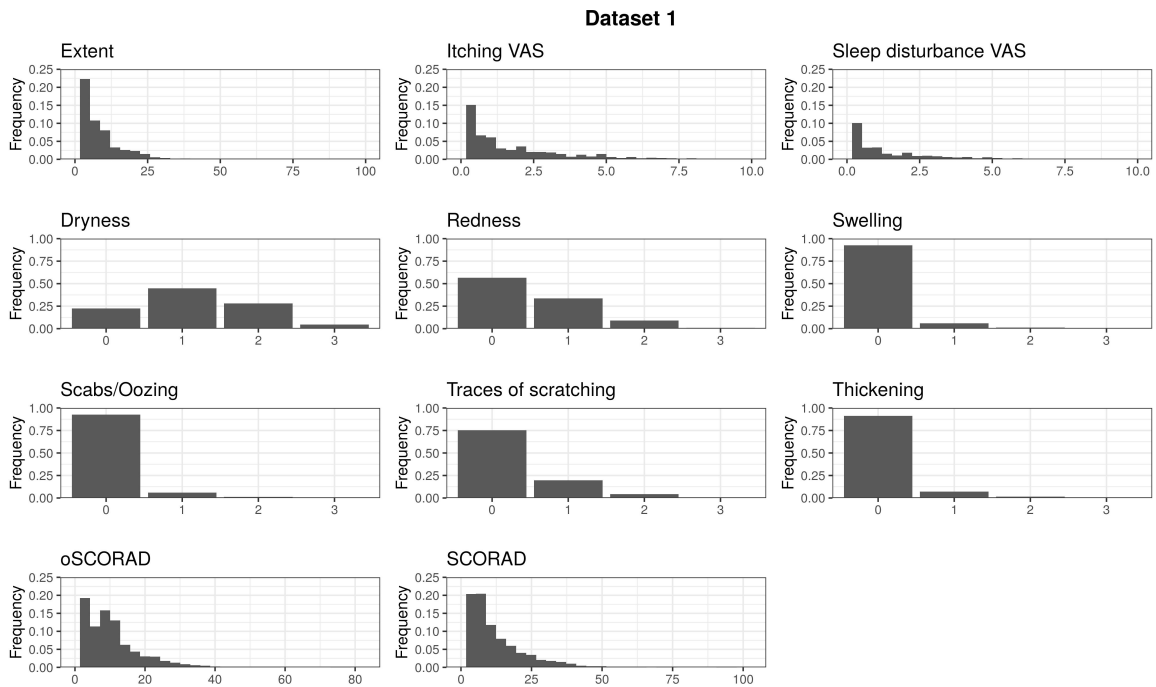 Dataset 1
Extent
Itching VAS
Sleep disturbance VAS
Frequency
0.25
0.20
0.15
0.10
0.05
0.00
0 25 50 75 100
Frequency
0.25
0.20
0.15
0.10
0.05
0.00
0.0 2.5 5.0 7.5 10.0
Frequency
0.25
0.20
0.15
0.10
0.05
0.00
0.0 2.5 5.0 7.5 10.0
Dryness
Redness
Swelling
Frequency
1.00
0.75
0.50
0.25
0.00
0 1 2 3
Frequency
1.00
0.75
0.50
0.25
0.00
0 1 2 3
Frequency
1.00
0.75
0.50
0.25
0.00
0 1 2 3
Scabs/Oozing
Traces of scratching
Thickening
Frequency
1.00
0.75
0.50
0.25
0.00
0 1 2 3
Frequency
1.00
0.75
0.50
0.25
0.00
0 1 2 3
Frequency
1.00
0.75
0.50
0.25
0.00
0 1 2 3
oSCORAD
SCORAD
Frequency
0.25
0.20
0.15
0.10
0.05
0.00
0 20 40 60 80
Frequency
0.25
0.20
0.15
0.10
0.05
0.00
0 25 50 75 100